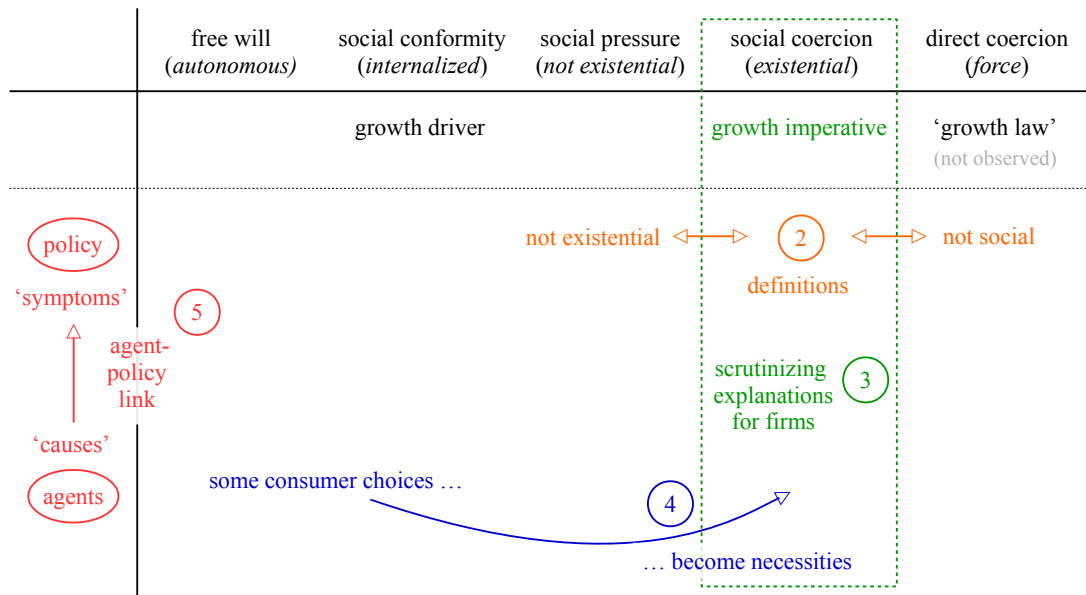 free will
(autonomous)
social conformity
(internalized)
social pressure
(not existential)
social coercion
(existential)
direct coercion
(force)
growth driver
growth imperative
‘growth law’
(not observed)
policy
not existential
2
not social
definitions
‘symptoms’
5
agent-
policy
link
scrutinizing
explanations
for firms
3
‘causes’
agents
some consumer choices …
4
… become necessities